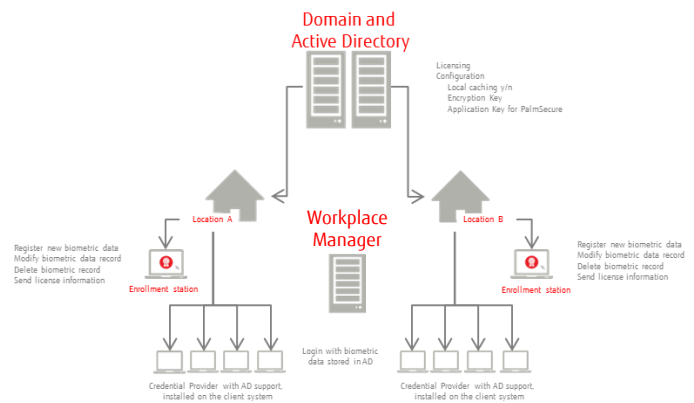 Domain and
Active Directory
Licensing
Configuration
Local caching y/n
Encryption Key
Application Key for PalmSecure
Location A
Workplace
Manager
Location B
Register new biometric data
Modify biometric data record
Delete biometric record
Send license information
Enrollment station
Register new biometric data
Modify biometric data record
Delete biometric record
Send license information
Enrollment station
Login with biometric
data stored in AD
Credential Provider with AD support,
installed on the client system
Credential Provider with AD support,
installed on the client system